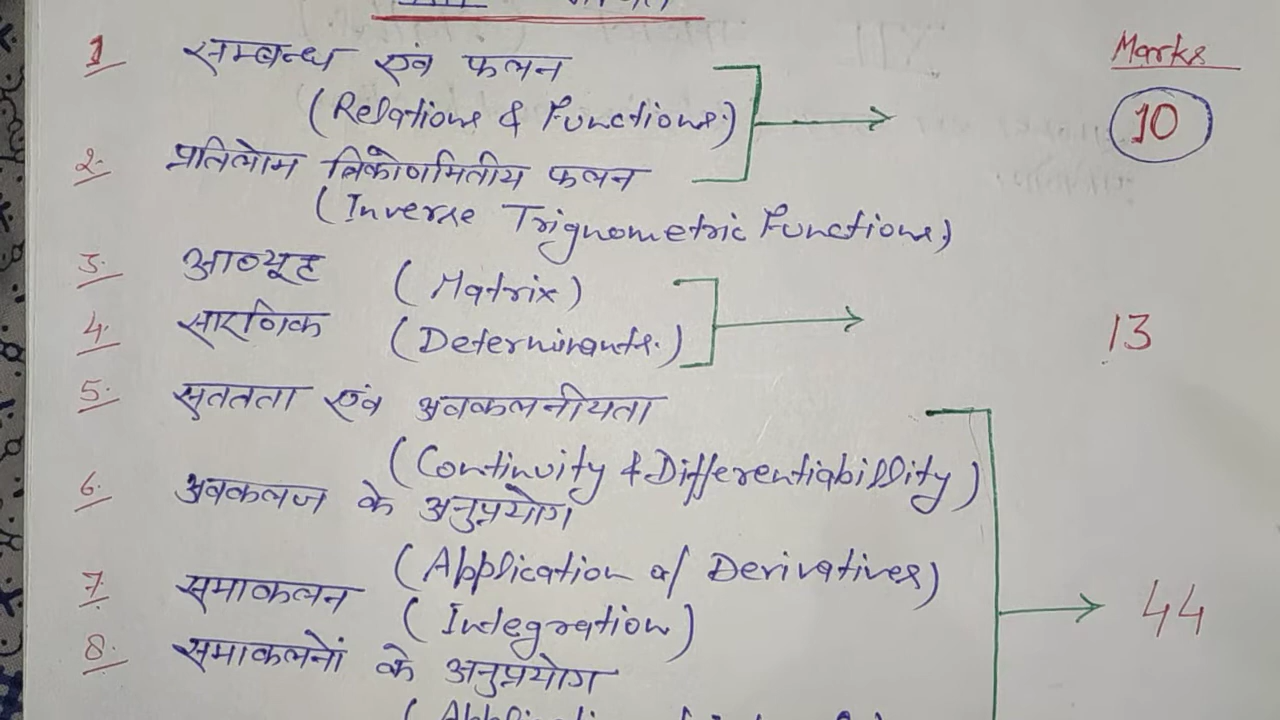 1 सम्बन्ध एवं फलन Marks
(Relations & Functions.) 10
2. प्रतिलोम त्रिकोणमितीय फलन
(Inverse Trignometric Functions)
3. आव्यूह (Matrix)
4. सारणिक (Determinants.) 13
5. सततता एवं अवकलनीयता
(Continuity & Differentiability)
6. अवकलज के अनुप्रयोग
(Application of Derivatives)
7. समाकलन (Integration) 44
8. समाकलनों के अनुप्रयोग